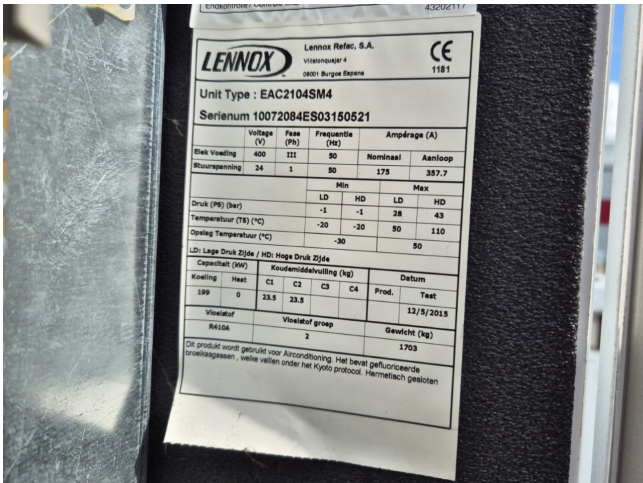 Endkontrolle / Controle
43202117
LENNOX
Lennox Refac, S.A.
Villalonquejar 4
09001 Burgos Espana
CE
1181
Unit Type : EAC2104SM4
Serienum 10072084ES03150521
Voltage (V) Fase (Ph) Frequentie (Hz) Ampérage (A)
Nominaal Aanloop
Elek Voeding 400 III 50
Stuurspanning 24 1 50 175 357.7
Min Max
LD HD LD HD
Druk (PS) (bar) -1 -1 28 43
Temperatuur (TS) (°C) -20 -20 50 110
Opslag Temperatuur (°C) -30 50
LD: Lage Druk Zijde / HD: Hoge Druk Zijde
Capaciteit (kW) Koudemiddelvulling (kg) Datum
Koeling Heat C1 C2 C3 C4 Prod. Test
199 0 23.5 23.5 12/5/2015
Vloeistof Vloeistof groep Gewicht (kg)
R410A 2 1703
Dit produkt wordt gebruikt voor Airconditioning. Het bevat gefluoriceerde
broeikasgassen , welke vallen onder het Kyoto protocol. Hermetisch gesloten